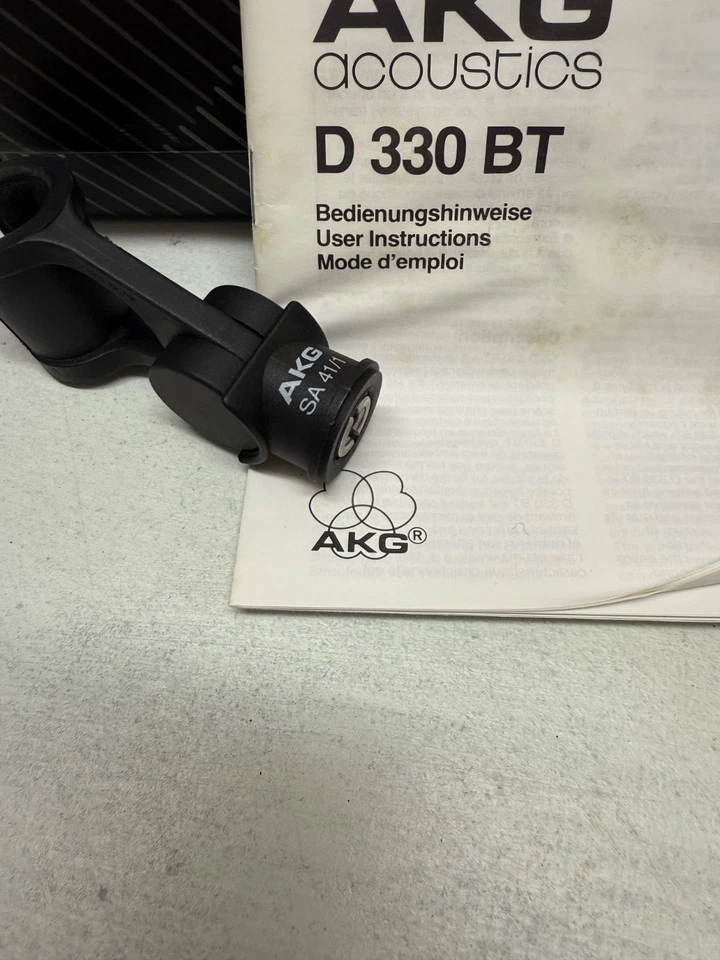 AKG
acoustics
D 330 BT
Bedienungshinweise
User Instructions
Mode d'emploi
AKG
SA 41/1
AKG®